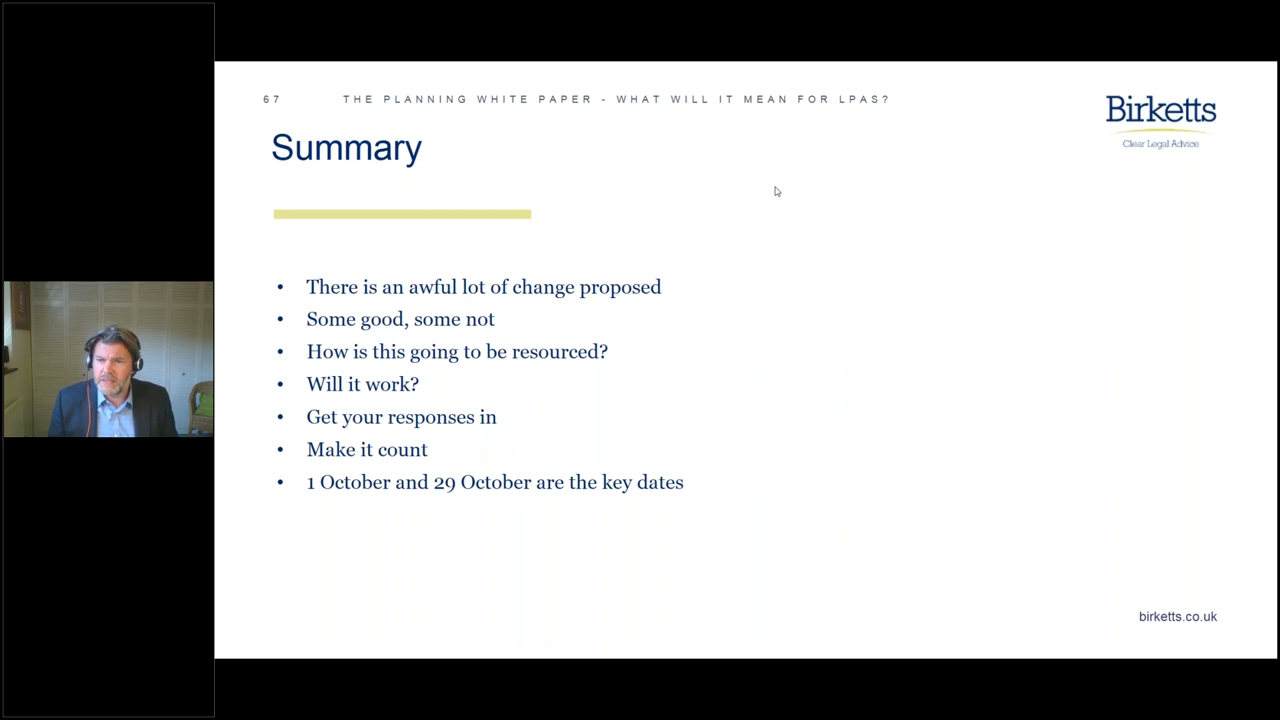 67 THE PLANNING WHITE PAPER - WHAT WILL IT MEAN FOR LPAS?
Birketts
Clear Legal Advice
Summary
• There is an awful lot of change proposed
• Some good, some not
• How is this going to be resourced?
• Will it work?
• Get your responses in
• Make it count
• 1 October and 29 October are the key dates
birketts.co.uk